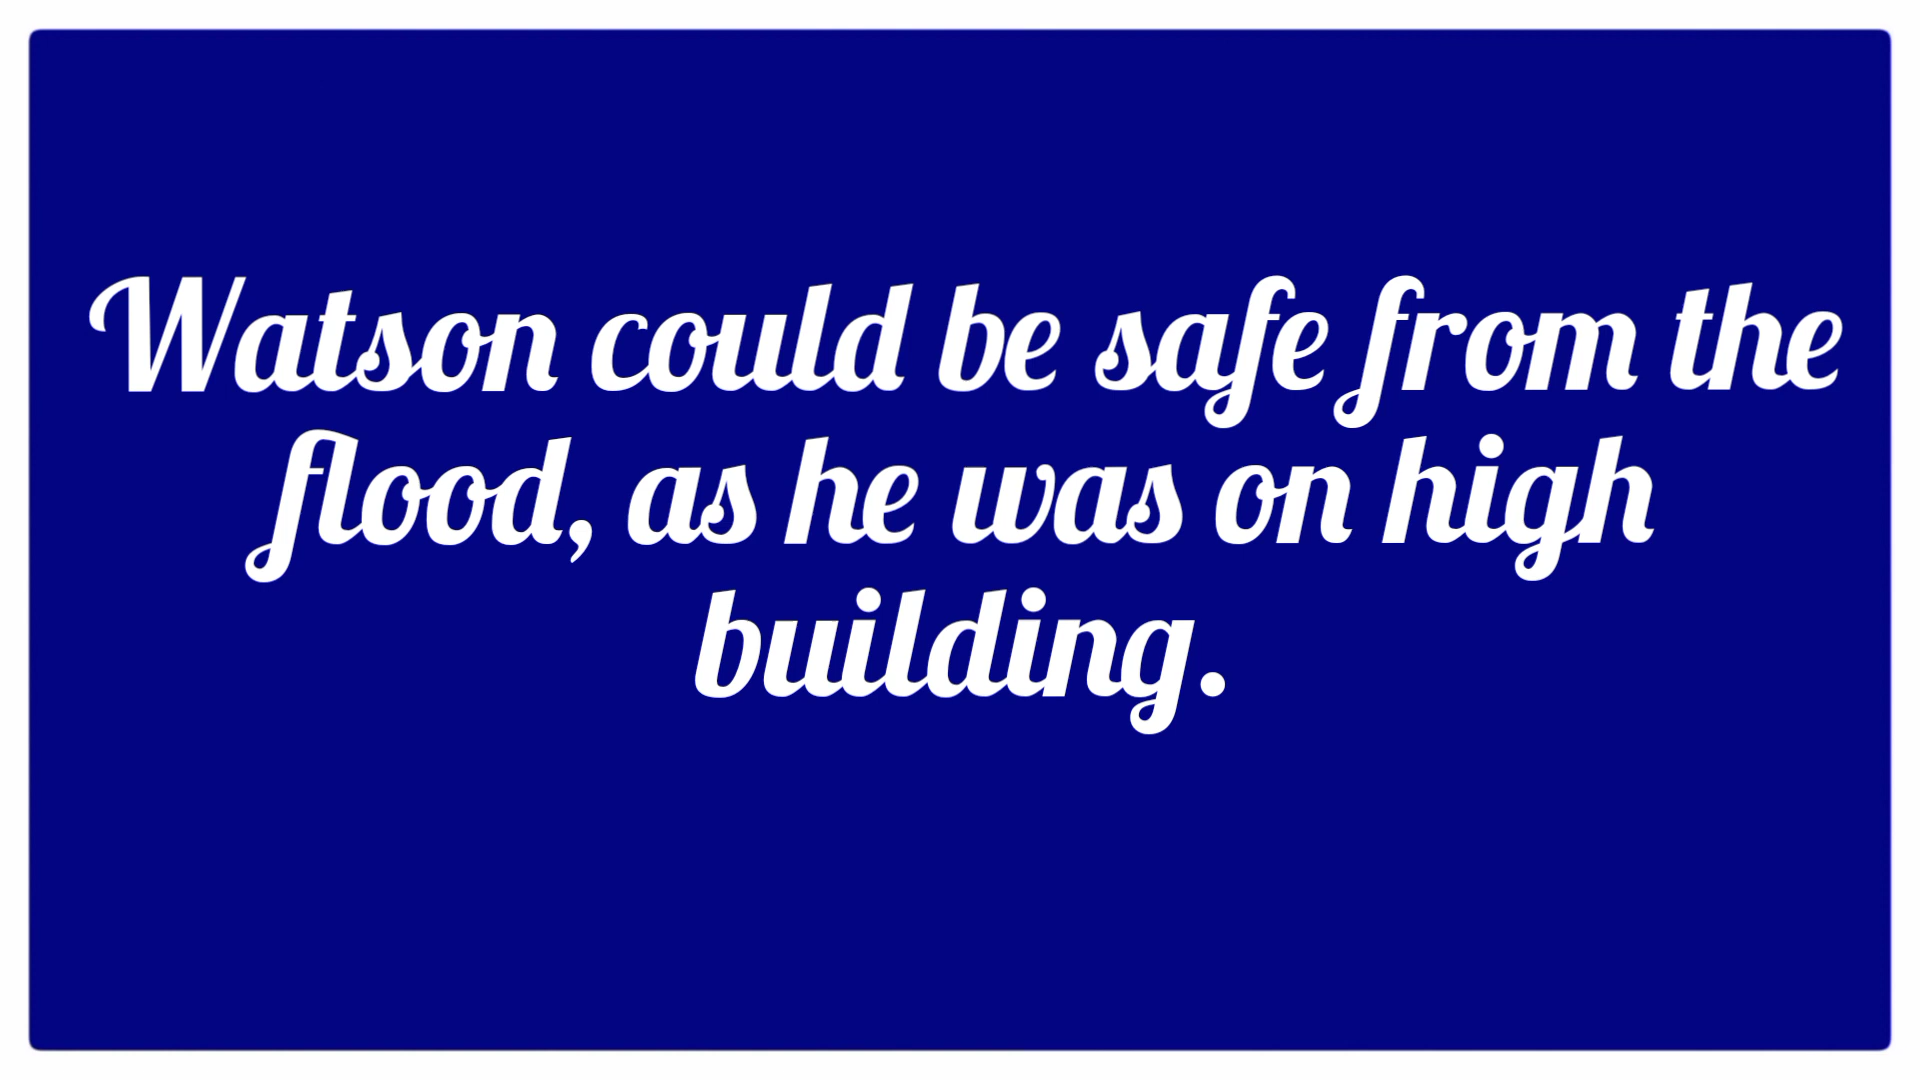 Watson could be safe from the
flood, as he was on high
building.